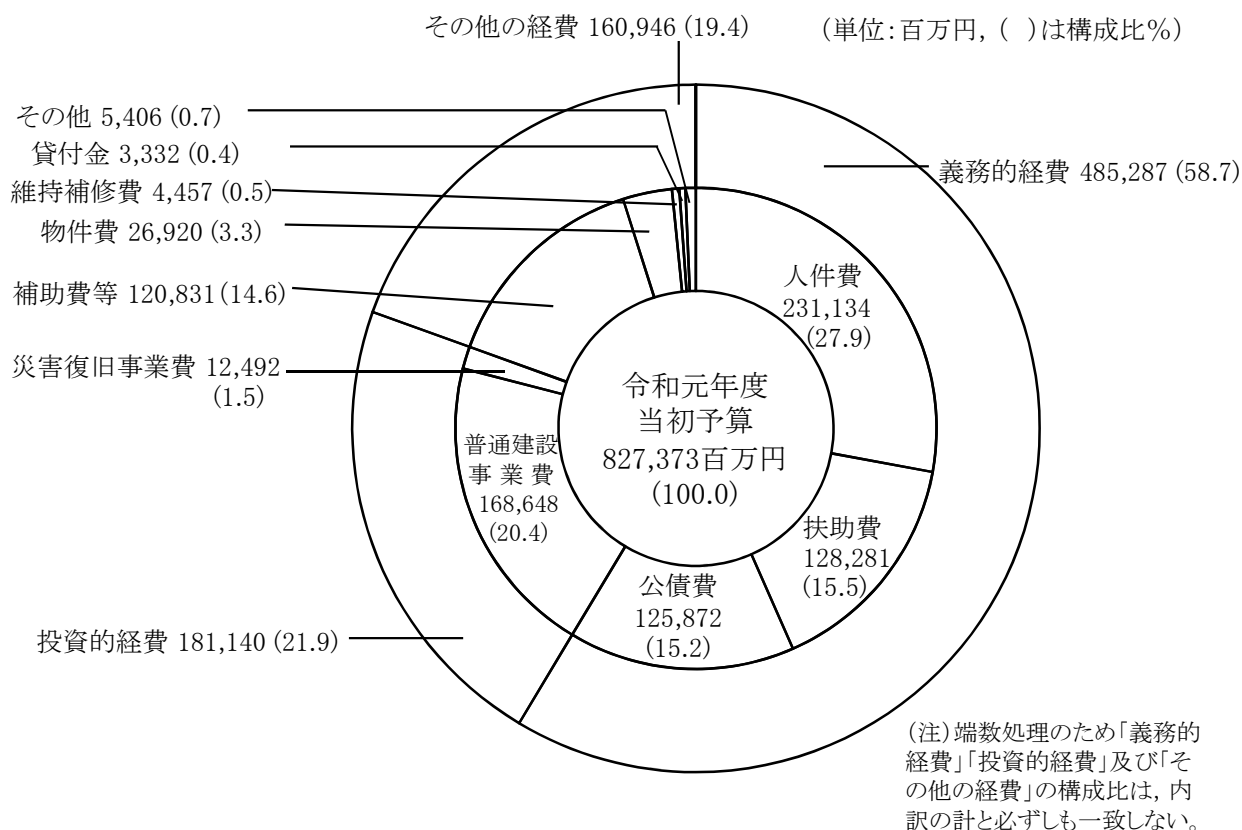 その他の経費 160,946 (19.4)
(単位:百万円, ( )は構成比%)
その他 5,406 (0.7)
貸付金 3,332 (0.4)
維持補修費 4,457 (0.5)
物件費 26,920 (3.3)
補助費等 120,831(14.6)
災害復旧事業費 12,492
(1.5)
投資的経費 181,140 (21.9)
義務的経費 485,287 (58.7)
人件費
231,134
(27.9)
扶助費
128,281
(15.5)
公債費
125,872
(15.2)
普通建設
事業費
168,648
(20.4)
令和元年度
当初予算
827,373百万円
(100.0)
(注)端数処理のため「義務的
経費」「投資的経費」及び「そ
の他の経費」の構成比は, 内
訳の計と必ずしも一致しない。